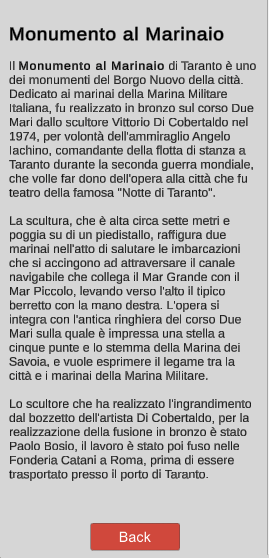 Monumento al Marinaio
Il Monumento al Marinaio di Taranto è uno
dei monumenti del Borgo Nuovo della città.
Dedicato ai marinai della Marina Militare
Italiana, fu realizzato in bronzo sul corso Due
Mari dallo scultore Vittorio Di Cobertaldo nel
1974, per volontà dell'ammiraglio Angelo
Iachino, comandante della flotta di stanza a
Taranto durante la seconda guerra mondiale,
che volle far dono dell'opera alla città che fu
teatro della famosa "Notte di Taranto".
La scultura, che è alta circa sette metri e
poggia su di un piedistallo, raffigura due
marinai nell'atto di salutare le imbarcazioni
che si accingono ad attraversare il canale
navigabile che collega il Mar Grande con il
Mar Piccolo, levando verso l'alto il tipico
berretto con la mano destra. L'opera si
integra con l'antica ringhiera del corso Due
Mari sulla quale è impressa una stella a
cinque punte e lo stemma della Marina dei
Savoia, e vuole esprimere il legame tra la
città e i marinai della Marina Militare.
Lo scultore che ha realizzato l'ingrandimento
dal bozzetto dell'artista Di Cobertaldo, per la
realizzazione della fusione in bronzo è stato
Paolo Bosio, il lavoro è stato poi fuso nelle
Fonderia Catani a Roma, prima di essere
trasportato presso il porto di Taranto.
Back